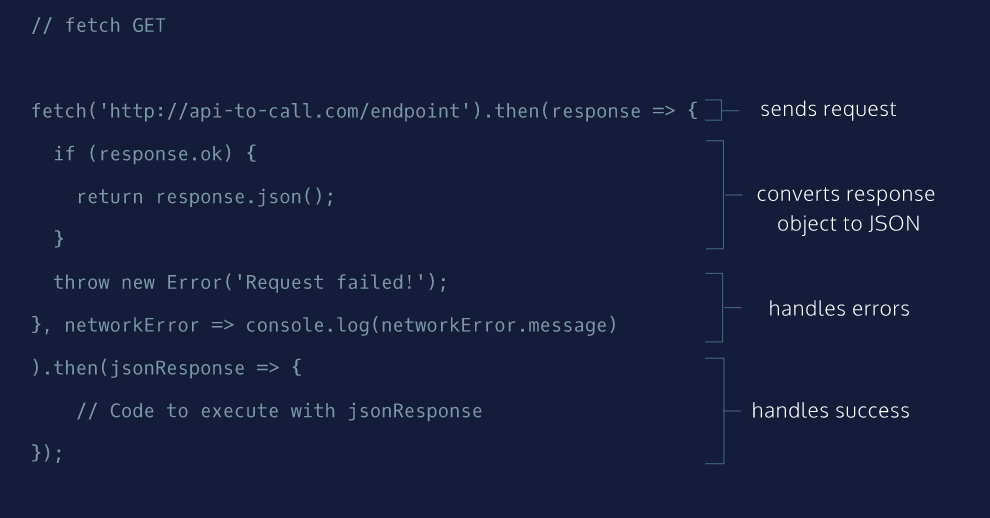 // fetch GET
fetch('http://api-to-call.com/endpoint').then(response => {
sends request
if (response.ok) {
return response.json();
}
converts response
object to JSON
throw new Error('Request failed!');
}, networkError => console.log(networkError.message)
handles errors
).then(jsonResponse => {
// Code to execute with jsonResponse
});
handles success